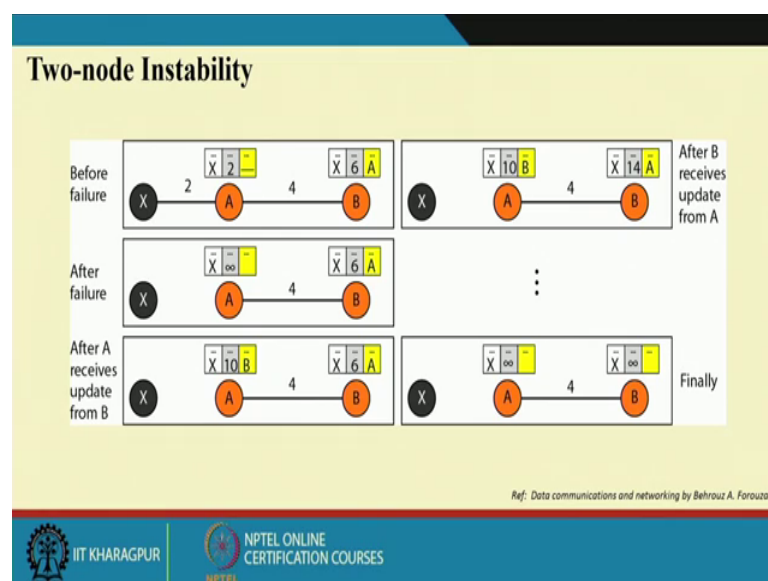 Two-node Instability
Before
failure
X 2 —
X 6 A
X
2
A
4
B
After
failure
X ∞
X 6 A
X
A
4
B
After A
receives
update
from B
X 10 B
X 6 A
X
A
4
B
X 10 B
X 14 A
X
A
4
B
After B
receives
update
from A
⋮
X ∞
X ∞
X
A
4
B
Finally
Ref: Data communications and networking by Behrouz A. Forouza
IIT KHARAGPUR
NPTEL ONLINE
CERTIFICATION COURSES
NPTEL